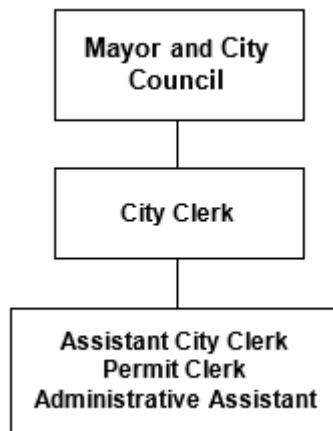 Mayor and City
Council
City Clerk
Assistant City Clerk
Permit Clerk
Administrative Assistant